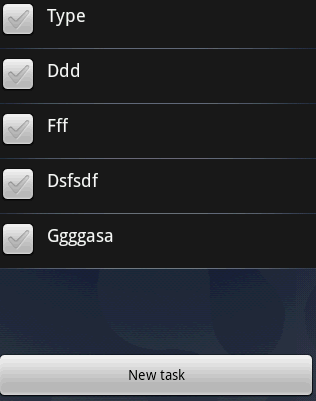 Type
Ddd
Fff
Dsfsdf
Ggggasa
New task